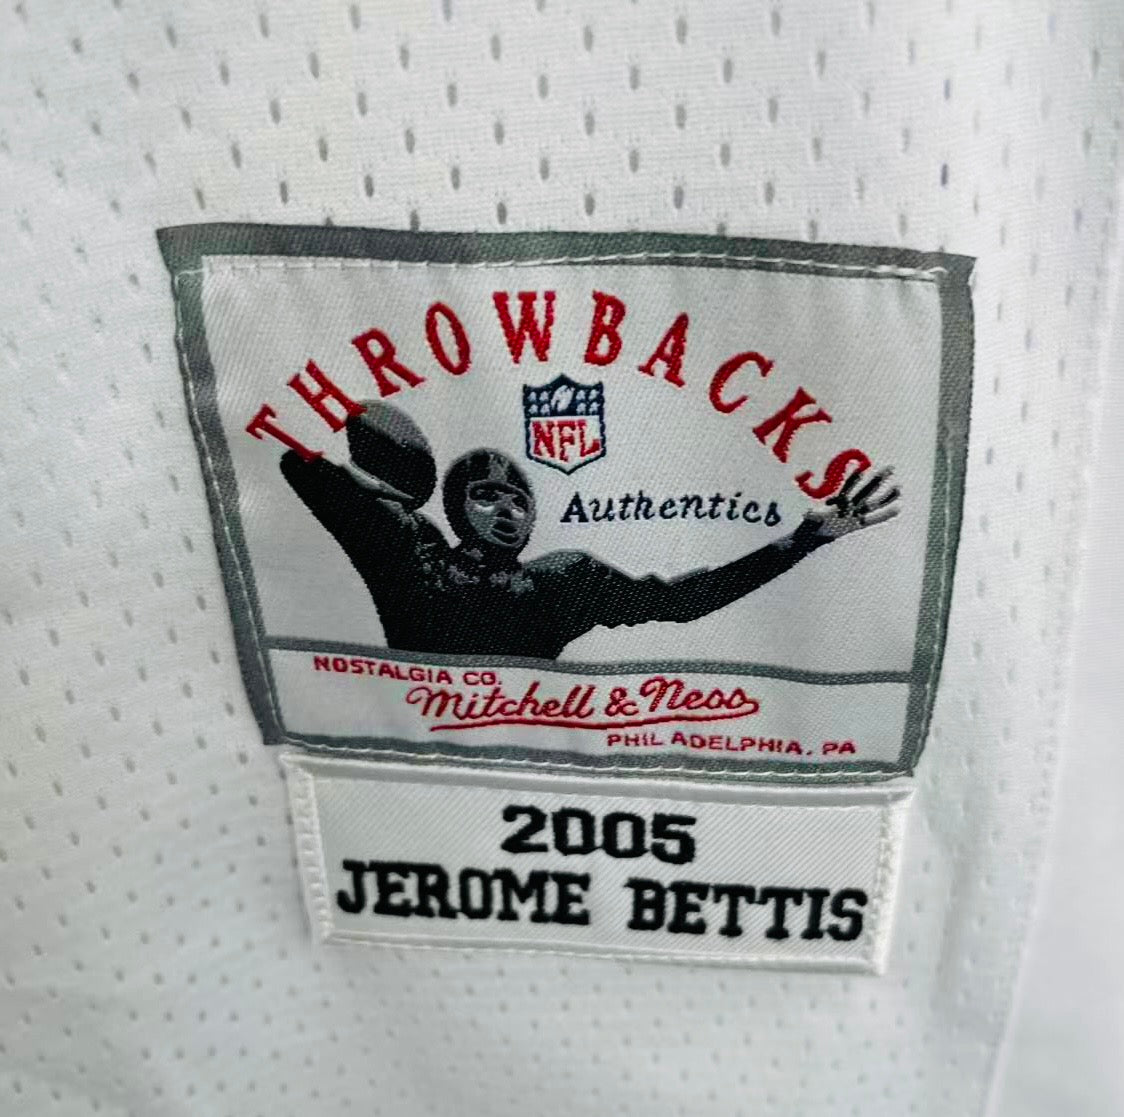 THROWBACKS
NFL
Authentics
NOSTALGIA CO.
Mitchell & Ness
PHILADELPHIA, PA
2005
JEROME BETTIS